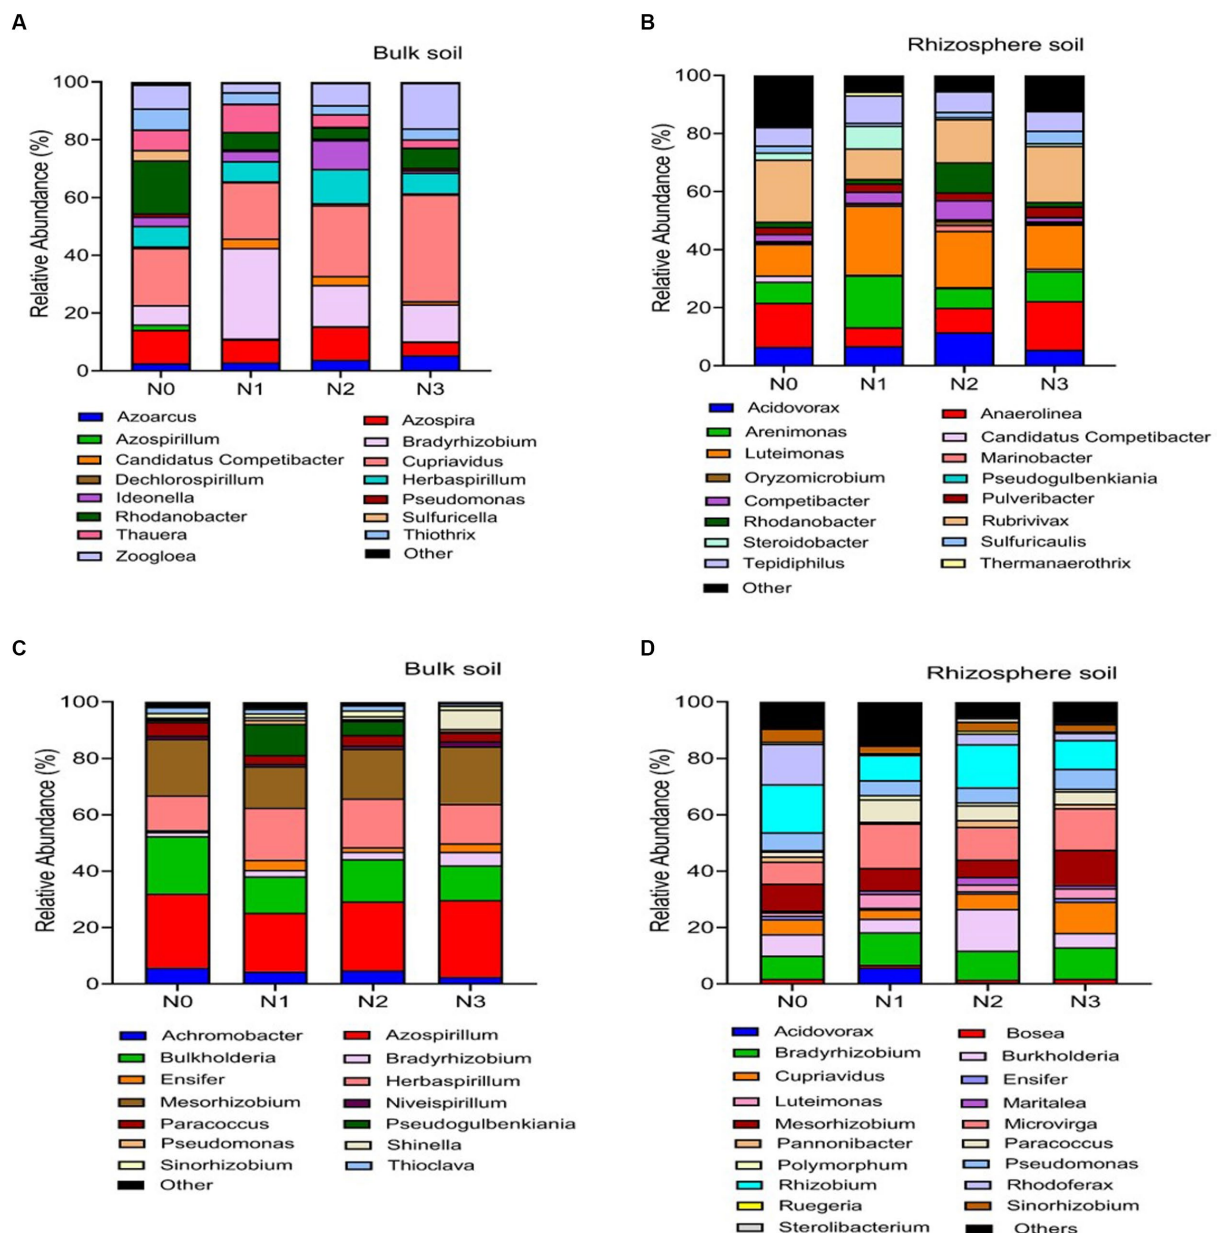 A
Bulk soil
Relative Abundance (%)
100
80
60
40
20
0
N0 N1 N2 N3
Azoarcus Azospira
Azospirillum Bradyrhizobium
Candidatus Competibacter Cupriavidus
Dechlorospirillum Herbaspirillum
Ideonella Pseudomonas
Rhodanobacter Sulfuricella
Thauera Thiothrix
Zoogloea Other
B
Rhizosphere soil
Relative Abundance (%)
100
80
60
40
20
0
N0 N1 N2 N3
Acidovorax Anaerolinea
Arenimonas Candidatus Competibacter
Luteimonas Marinobacter
Oryzomicrobium Pseudogulbenkiania
Competibacter Pulveribacter
Rhodanobacter Rubrivivax
Steroidobacter Sulfuricaulis
Tepidiphilus Thermanaerothrix
Other
C
Bulk soil
Relative Abundance (%)
100
80
60
40
20
0
N0 N1 N2 N3
Achromobacter Azospirillum
Bulkholderia Bradyrhizobium
Ensifer Herbaspirillum
Mesorhizobium Niveispirillum
Paracoccus Pseudogulbenkiania
Pseudomonas Shinella
Sinorhizobium Thioclava
Other
D
Rhizosphere soil
Relative Abundance (%)
100
80
60
40
20
0
N0 N1 N2 N3
Acidovorax Bosea
Bradyrhizobium Burkholderia
Cupriavidus Ensifer
Luteimonas Maritalea
Mesorhizobium Microvirga
Pannonibacter Paracoccus
Polymorphum Pseudomonas
Rhizobium Rhodoferax
Ruegeria Sinorhizobium
Sterolibacterium Others